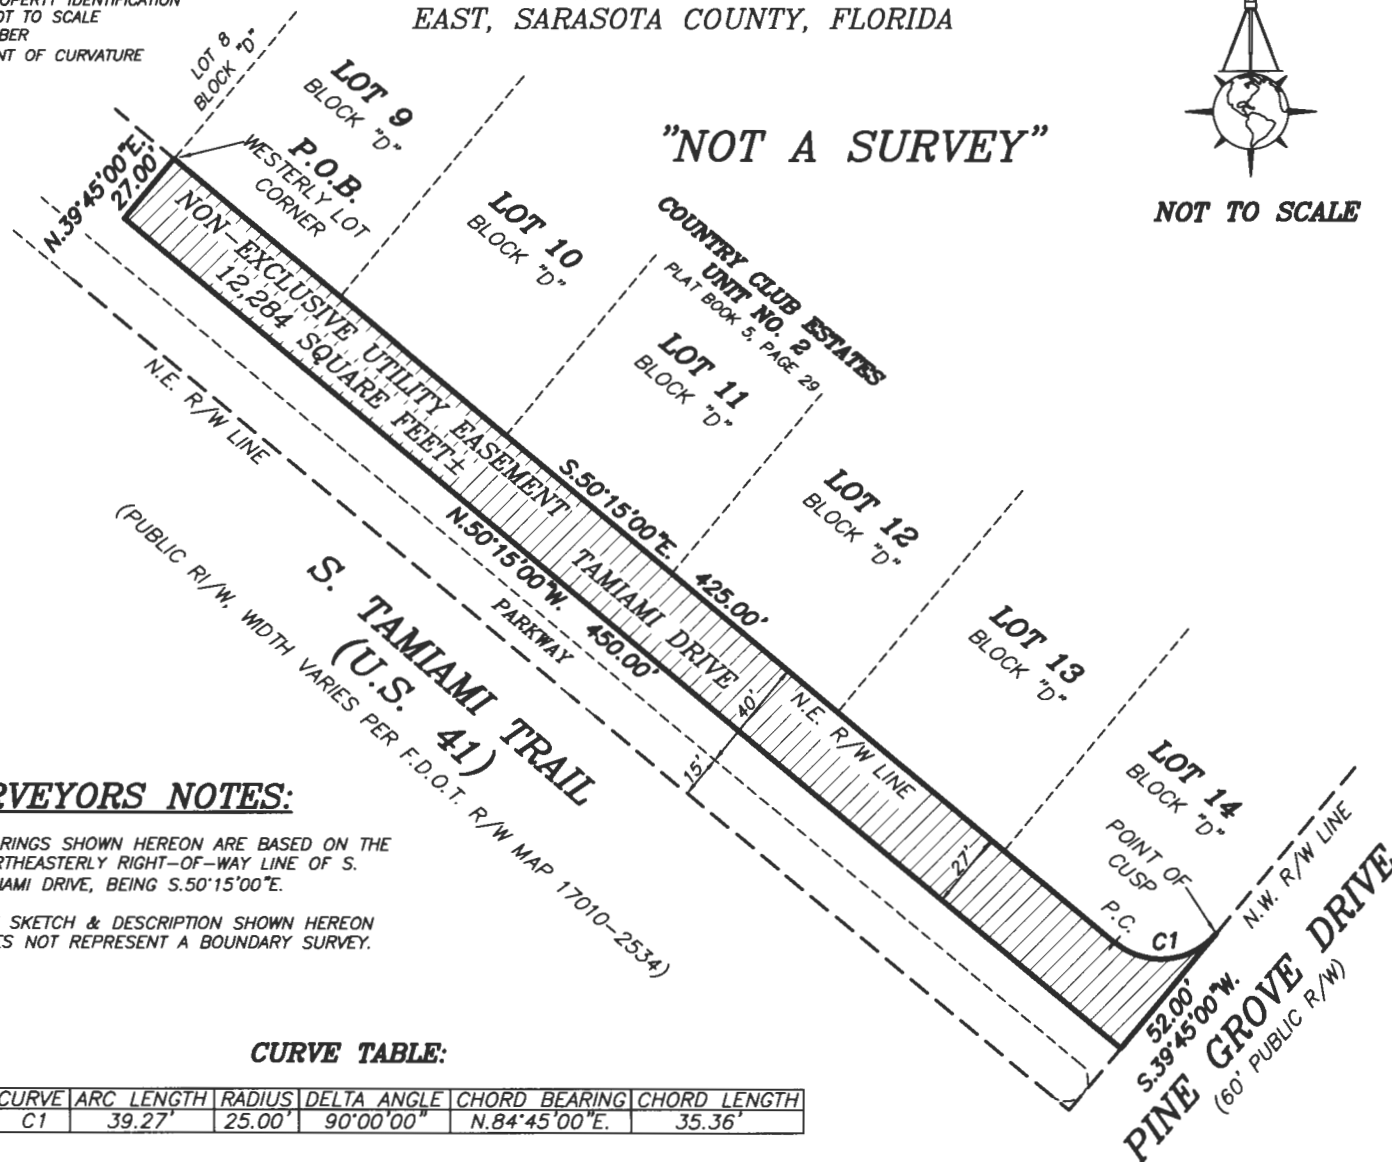 OPERTY IDENTIFICATION
OT TO SCALE
BER
NT OF CURVATURE
EAST, SARASOTA COUNTY, FLORIDA
"NOT A SURVEY"
NOT TO SCALE
LOT 8
BLOCK "D"
LOT 9
BLOCK "D"
P.O.B.
WESTERLY LOT
CORNER
N.39°45'00"E.
27.00'
LOT 10
BLOCK "D"
COUNTRY CLUB ESTATES
UNIT NO. 2
PLAT BOOK 5, PAGE 29
LOT 11
BLOCK "D"
LOT 12
BLOCK "D"
LOT 13
BLOCK "D"
LOT 14
BLOCK "D"
NON-EXCLUSIVE UTILITY EASEMENT
12,284 SQUARE FEET±
S.50°15'00"E. 425.00'
TAMIAMI DRIVE
N.50°15'00"W. 450.00'
PARKWAY
N.E. R/W LINE
N.E. R/W LINE
40'
15'
27'
S. TAMIAMI TRAIL
(U.S. 41)
(PUBLIC RI/W, WIDTH VARIES PER F.D.O.T. R/W MAP 17010-2534)
POINT OF
CUSP
P.C.
C1
N.W. R/W LINE
52.00'
S.39°45'00"W.
PINE GROVE DRIVE
(60' PUBLIC R/W)
RVEYORS NOTES:
RINGS SHOWN HEREON ARE BASED ON THE
RTHEASTERLY RIGHT-OF-WAY LINE OF S.
IAMI DRIVE, BEING S.50°15'00"E.
SKETCH & DESCRIPTION SHOWN HEREON
ES NOT REPRESENT A BOUNDARY SURVEY.
CURVE TABLE:
CURVE ARC LENGTH RADIUS DELTA ANGLE CHORD BEARING CHORD LENGTH
C1 39.27' 25.00' 90°00'00" N.84°45'00"E. 35.36'